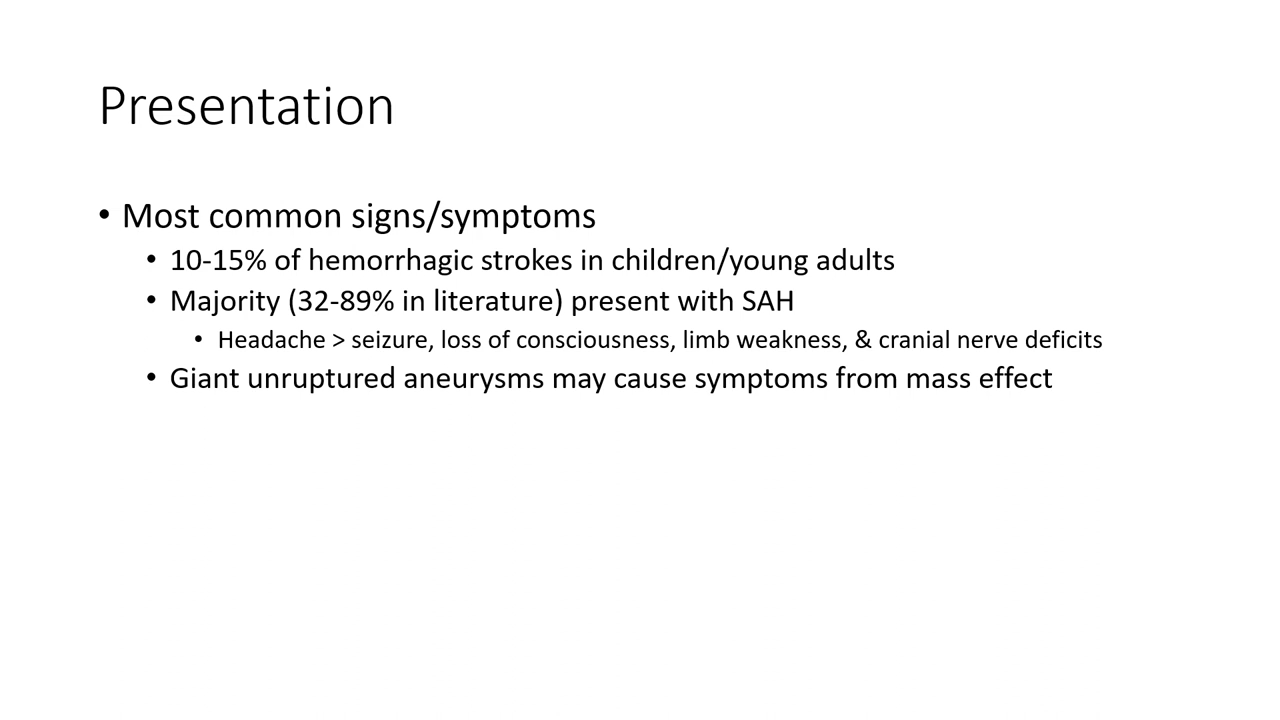 Presentation
• Most common signs/symptoms
• 10-15% of hemorrhagic strokes in children/young adults
• Majority (32-89% in literature) present with SAH
• Headache > seizure, loss of consciousness, limb weakness, & cranial nerve deficits
• Giant unruptured aneurysms may cause symptoms from mass effect